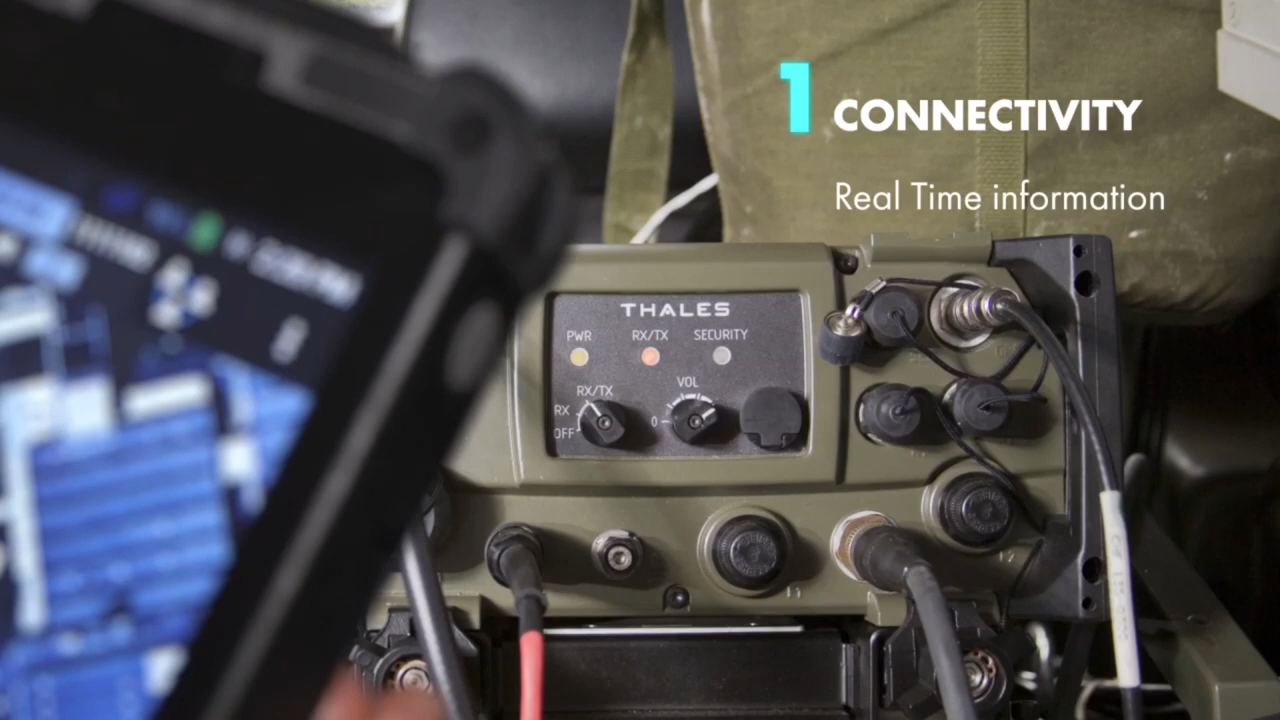 1 CONNECTIVITY
Real Time information
THALES
PWR RX/TX SECURITY
RX/TX VOL
RX
0
OFF